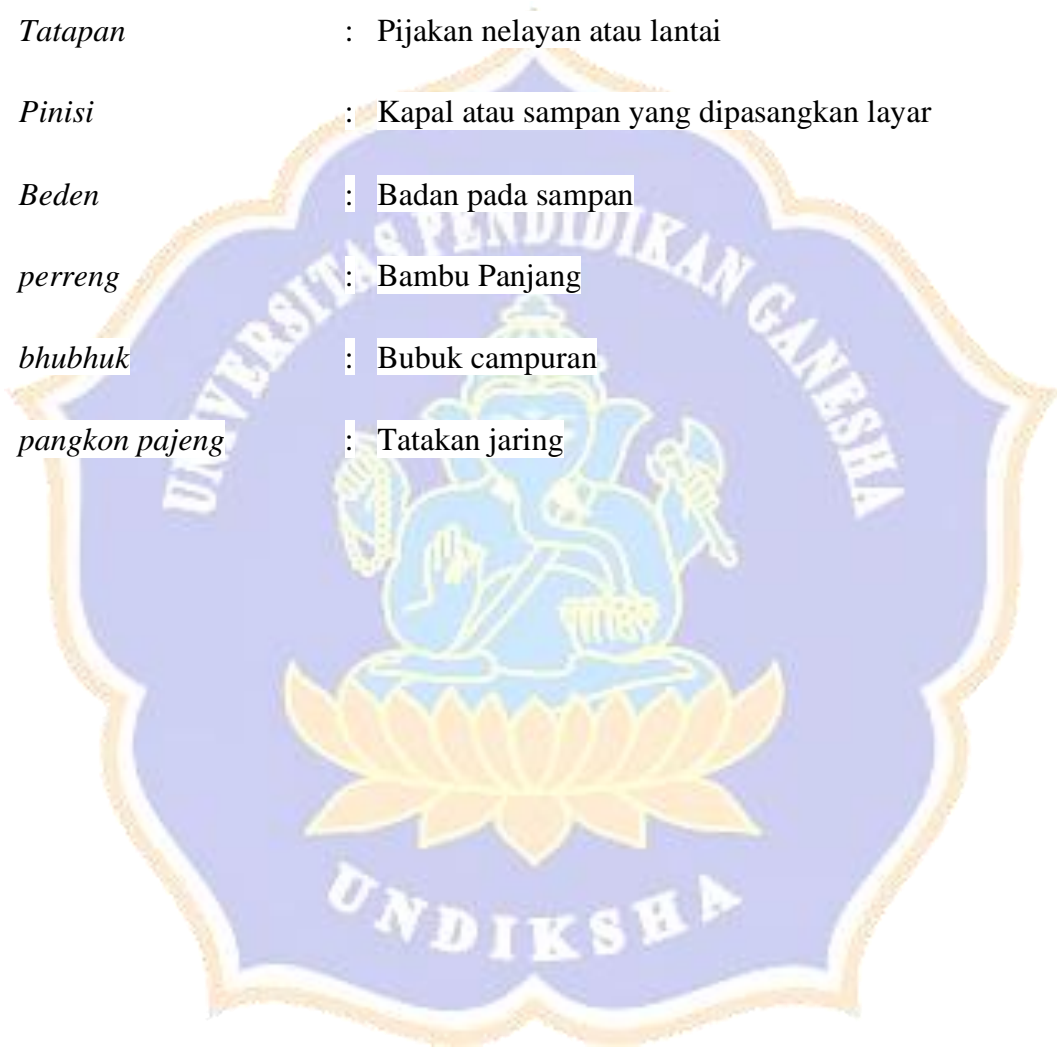 Tatapan : Pijakan nelayan atau lantai
Pinisi : Kapal atau sampan yang dipasangkan layar
Beden : Badan pada sampan
perreng : Bambu Panjang
bhubhuk : Bubuk campuran
pangkon pajeng : Tatakan jaring
UNIVERSITAS PENDIDIKAN GANESHA
UNDIKSHA